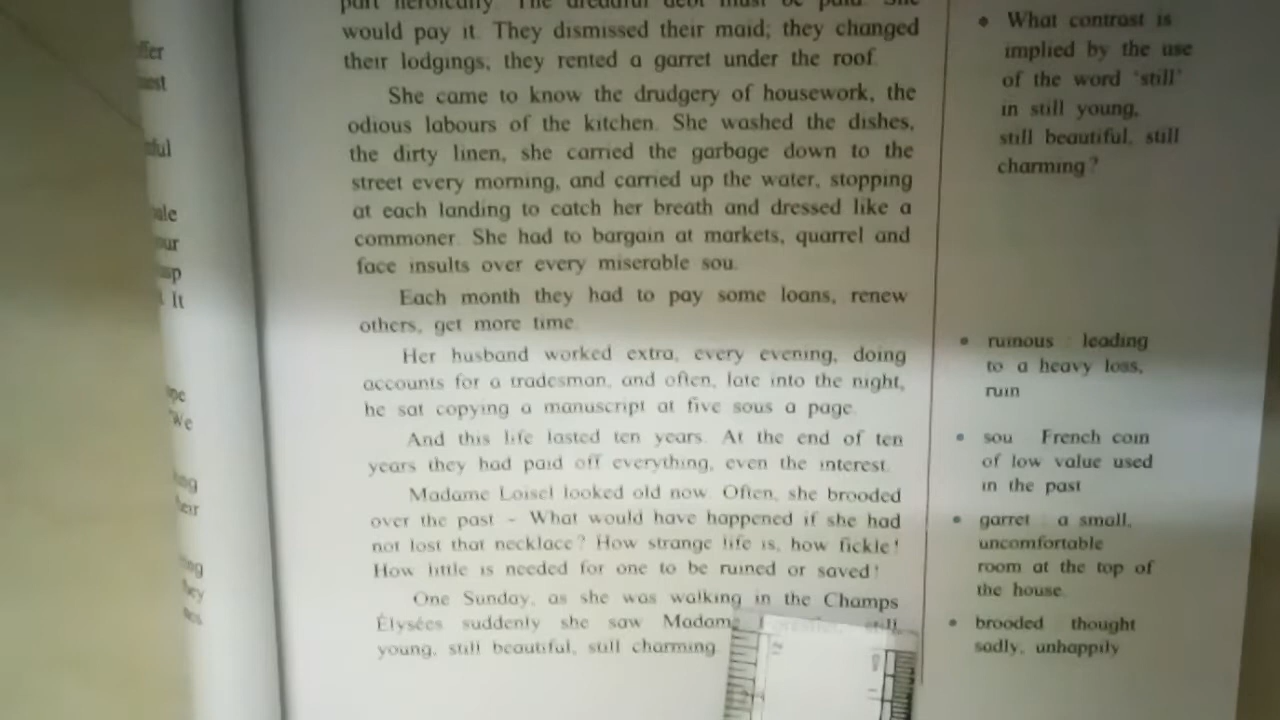 would pay it. They dismissed their maid; they changed
their lodgings, they rented a garret under the roof.
She came to know the drudgery of housework, the
odious labours of the kitchen. She washed the dishes,
the dirty linen, she carried the garbage down to the
street every morning, and carried up the water, stopping
at each landing to catch her breath and dressed like a
commoner. She had to bargain at markets, quarrel and
face insults over every miserable sou.
Each month they had to pay some loans, renew
others, get more time.
Her husband worked extra, every evening, doing
accounts for a tradesman, and often, late into the night,
he sat copying a manuscript at five sous a page.
And this life lasted ten years. At the end of ten
years they had paid off everything, even the interest.
Madame Loisel looked old now. Often, she brooded
over the past - What would have happened if she had
not lost that necklace? How strange life is, how fickle!
How little is needed for one to be ruined or saved!
One Sunday, as she was walking in the Champs
Élysées suddenly she saw still
young, still beautiful, still charming.
• What contrast is
implied by the use
of the word 'still'
in still young,
still beautiful, still
charming?
• ruinous : leading
to a heavy loss,
ruin
• sou French coin
of low value used
in the past
• garret a small,
uncomfortable
room at the top of
the house.
• brooded thought
sadly, unhappily
It
"We